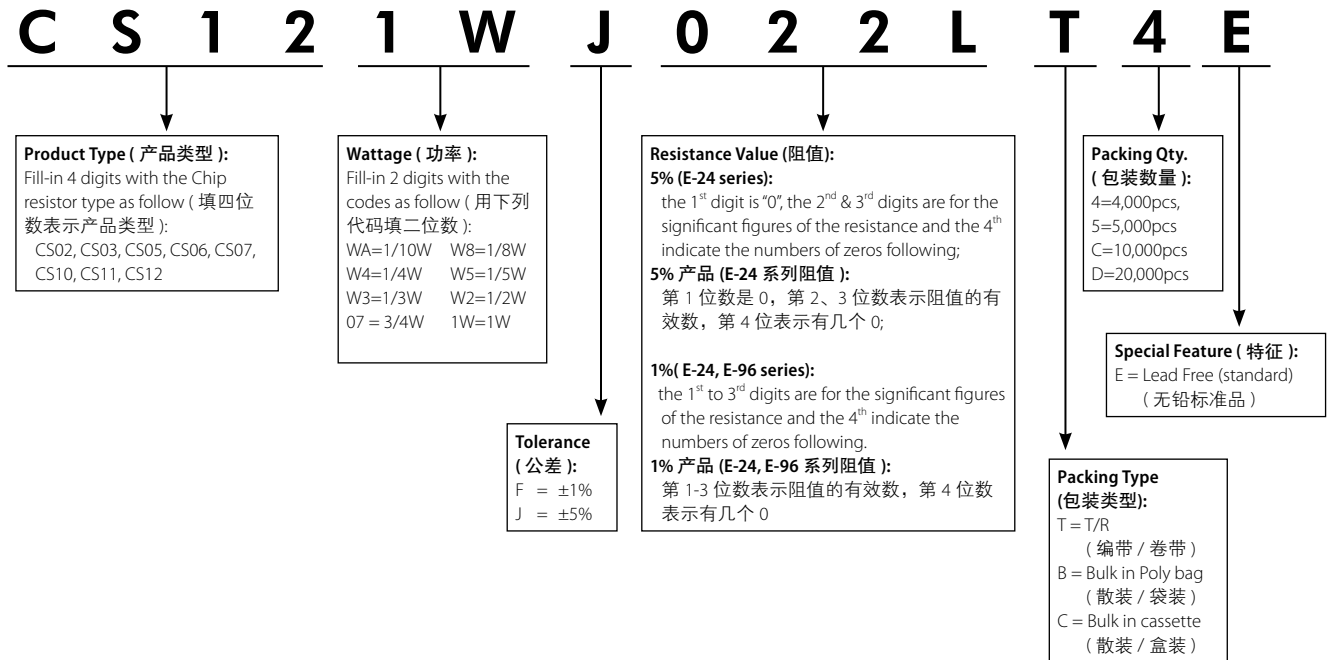 C S 1 2 1 W J 0 2 2 L T 4 E
Product Type ( 产品类型 ):
Fill-in 4 digits with the Chip
resistor type as follow ( 填四位
数表示产品类型 ):
CS02, CS03, CS05, CS06, CS07,
CS10, CS11, CS12
Wattage ( 功率 ):
Fill-in 2 digits with the
codes as follow ( 用下列
代码填二位数 ):
WA=1/10W W8=1/8W
W4=1/4W W5=1/5W
W3=1/3W W2=1/2W
07 = 3/4W 1W=1W
Tolerance
( 公差 ):
F = ±1%
J = ±5%
Resistance Value (阻值):
5% (E-24 series):
the 1st digit is “0”, the 2nd & 3rd digits are for the
significant figures of the resistance and the 4th
indicate the numbers of zeros following;
5% 产品 (E-24 系列阻值 ):
第 1 位数是 0，第 2、3 位数表示阻值的有
效数，第 4 位表示有几个 0;
1%( E-24, E-96 series):
the 1st to 3rd digits are for the significant figures
of the resistance and the 4th indicate the
numbers of zeros following.
1% 产品 (E-24, E-96 系列阻值 ):
第 1-3 位数表示阻值的有效数，第 4 位数
表示有几个 0
Packing Qty.
( 包装数量 ):
4=4,000pcs,
5=5,000pcs
C=10,000pcs
D=20,000pcs
Special Feature ( 特征 ):
E = Lead Free (standard)
( 无铅标准品 )
Packing Type
(包装类型):
T = T/R
( 编带 / 卷带 )
B = Bulk in Poly bag
( 散装 / 袋装 )
C = Bulk in cassette
( 散装 / 盒装 )